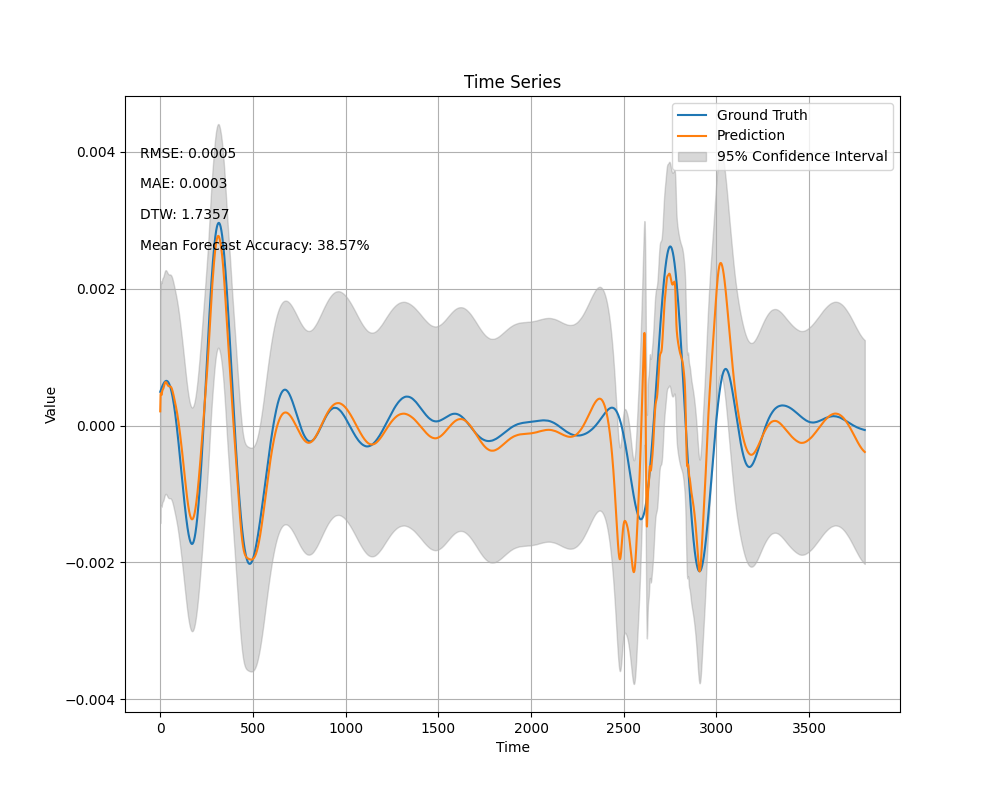 Time Series
Ground Truth
Prediction
95% Confidence Interval
RMSE: 0.0005
MAE: 0.0003
DTW: 1.7357
Mean Forecast Accuracy: 38.57%
0.004
0.002
0.000
−0.002
−0.004
Value
0 500 1000 1500 2000 2500 3000 3500
Time